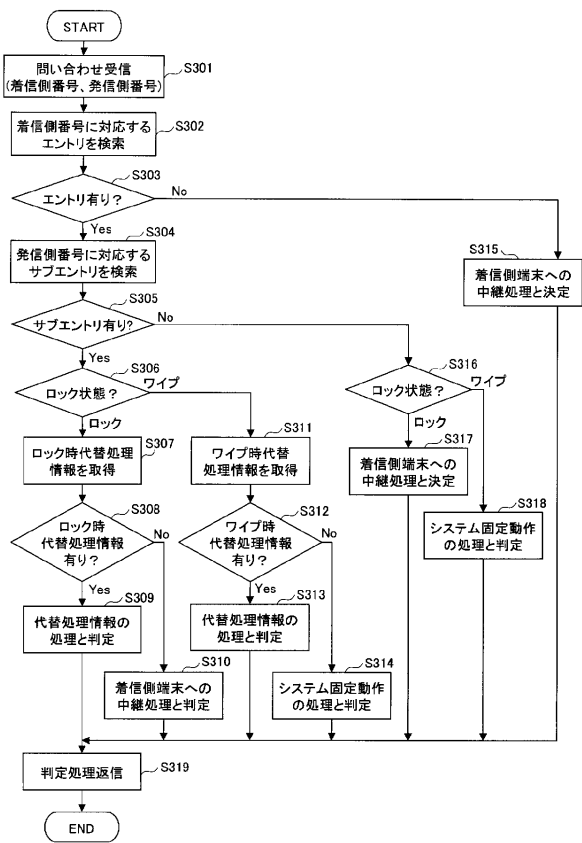 START
問い合わせ受信
(着信側番号、発信側番号)
S301
着信側番号に対応する
エントリを検索
S302
エントリ有り？
S303
No
Yes
発信側番号に対応する
サブエントリを検索
S304
S315
着信側端末への
中継処理と決定
サブエントリ有り?
S305
No
Yes
ロック状態？
S306
ワイプ
ロック
ロック状態？
S316
ワイプ
ロック
ロック時代替処理
情報を取得
S307
ワイプ時代替
処理情報を取得
S311
着信側端末への
中継処理と決定
S317
ロック時
代替処理情報
有り？
S308
No
Yes
ワイプ時
代替処理情報
有り？
S312
No
Yes
システム固定動作
の処理と判定
S318
代替処理情報の
処理と判定
S309
代替処理情報の
処理と判定
S313
着信側端末への
中継処理と判定
S310
システム固定動作
の処理と判定
S314
判定処理返信
S319
END